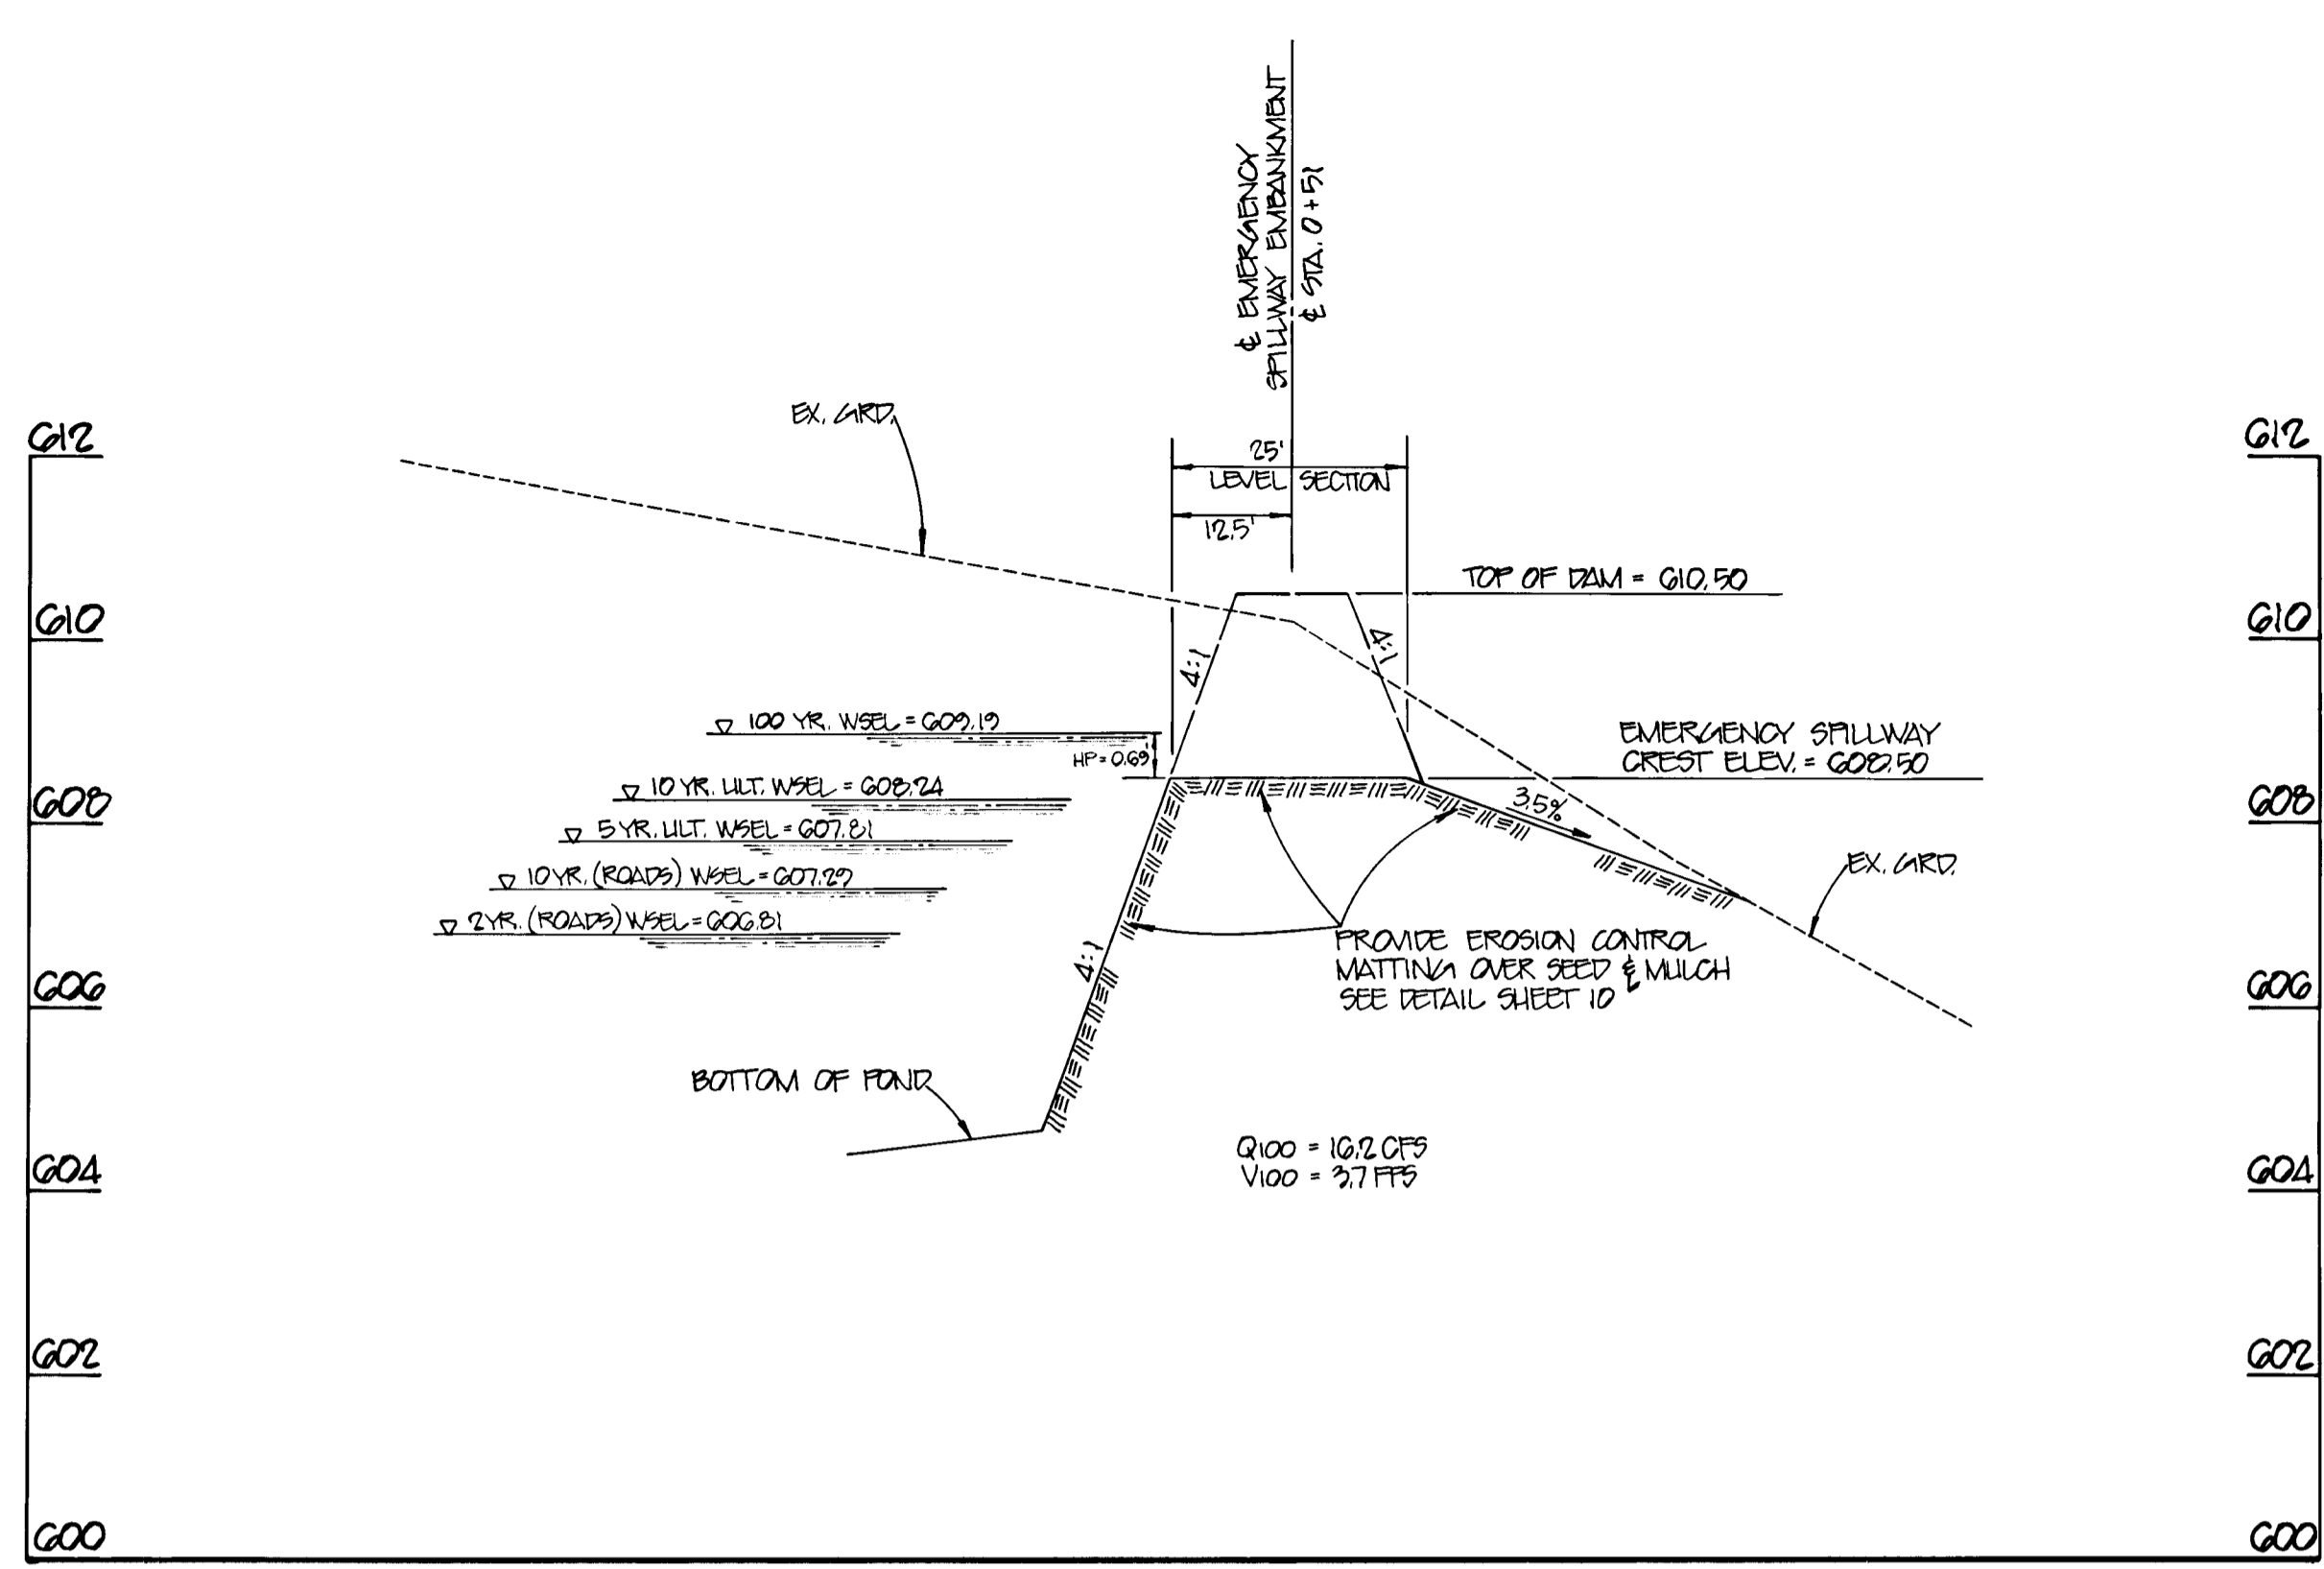 ℄ EMERGENCY
SPILLWAY EMBANKMENT
℄ STA. 0+51
EX. GRD.
612
612
25'
LEVEL SECTION
12.5'
TOP OF DAM = 610.50
610
610
4:1
4:1
100 YR. WSEL = 609.19
HP = 0.69'
EMERGENCY SPILLWAY
CREST ELEV. = 608.50
10 YR. ULT. WSEL = 608.24
608
608
3.5%
5 YR. ULT. WSEL = 607.81
10 YR. (ROADS) WSEL = 607.29
EX. GRD.
2 YR. (ROADS) WSEL = 606.81
PROVIDE EROSION CONTROL
MATTING OVER SEED & MULCH
SEE DETAIL SHEET 10
4:1
606
606
BOTTOM OF POND
Q100 = 16.2 CFS
V100 = 3.7 FPS
604
604
602
602
600
600